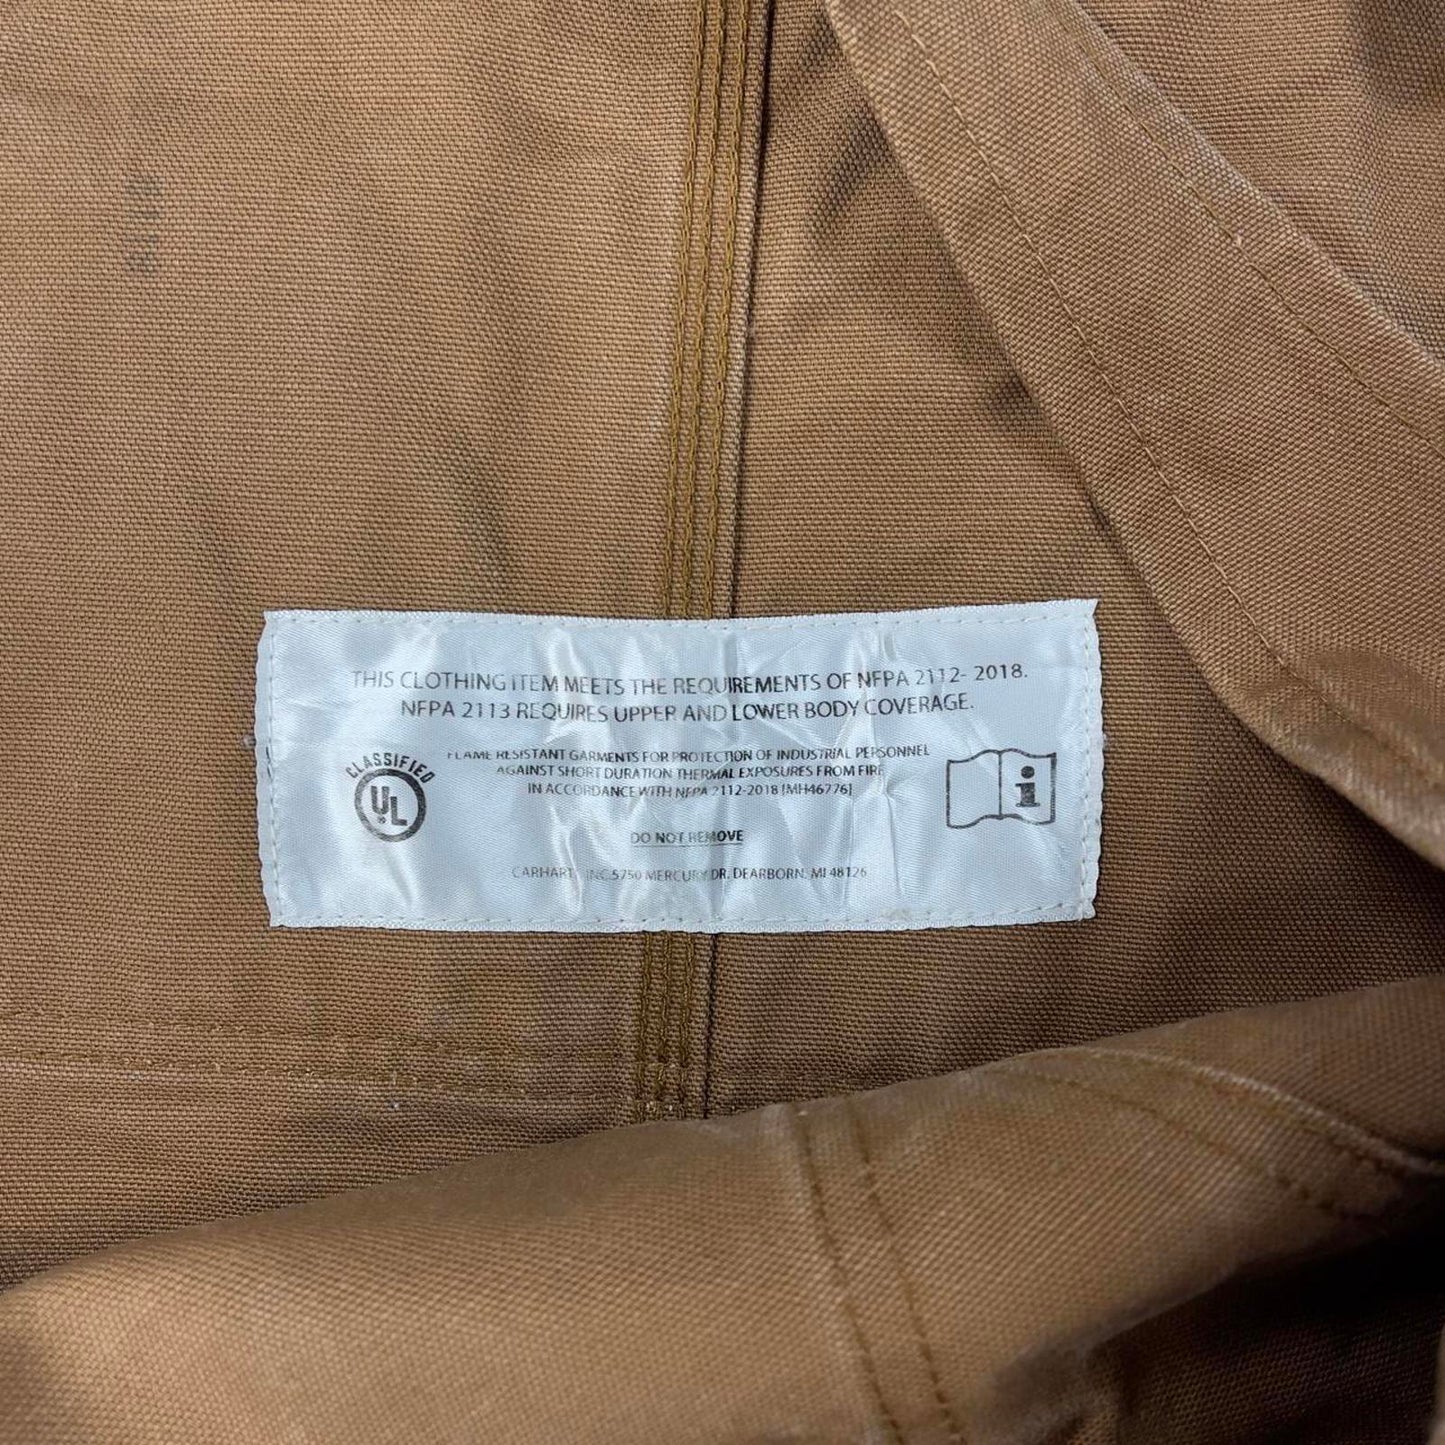 THIS CLOTHING ITEM MEETS THE REQUIREMENTS OF NFPA 2112- 2018.
NFPA 2113 REQUIRES UPPER AND LOWER BODY COVERAGE.
FLAME RESISTANT GARMENTS FOR PROTECTION OF INDUSTRIAL PERSONNEL
AGAINST SHORT DURATION THERMAL EXPOSURES FROM FIRE
IN ACCORDANCE WITH NFPA 2112-2018 [MH46776]
CLASSIFIED
UL
i
DO NOT REMOVE
CARHART INC.5750 MERCURY DR. DEARBORN, MI 48126